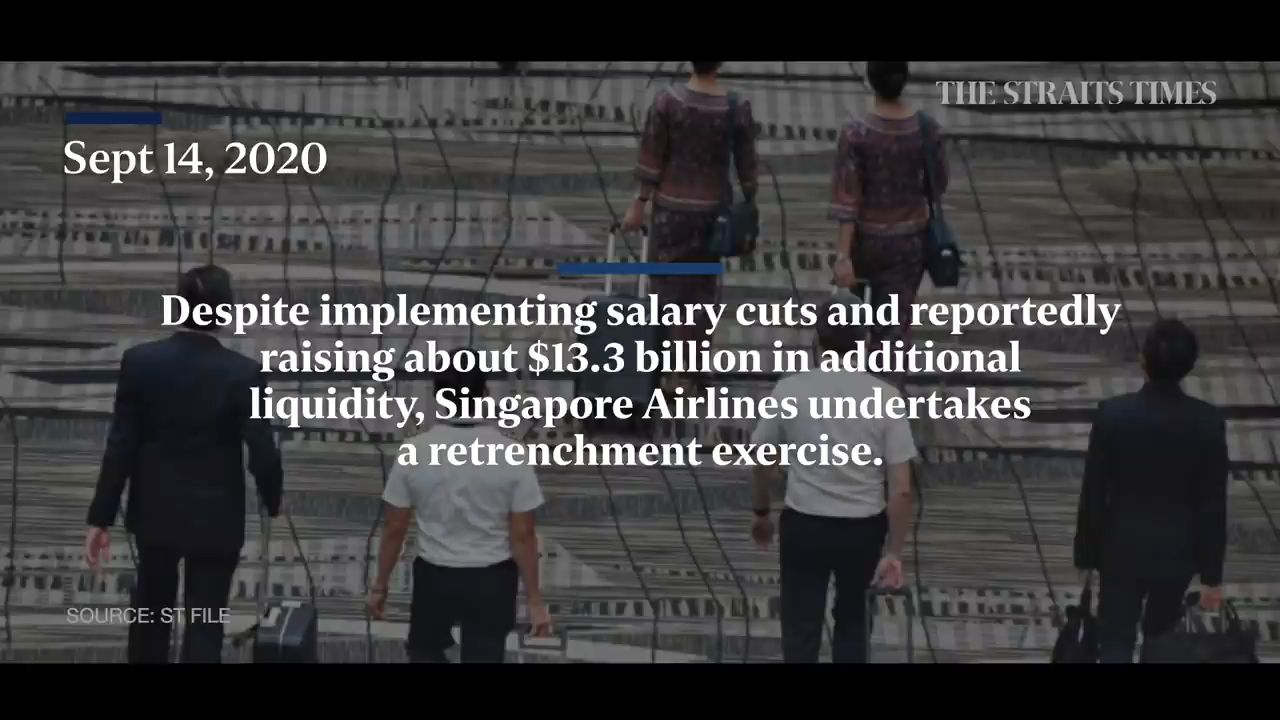 THE STRAITS TIMES
Sept 14, 2020
Despite implementing salary cuts and reportedly
raising about $13.3 billion in additional
liquidity, Singapore Airlines undertakes
a retrenchment exercise.
SOURCE: ST FILE